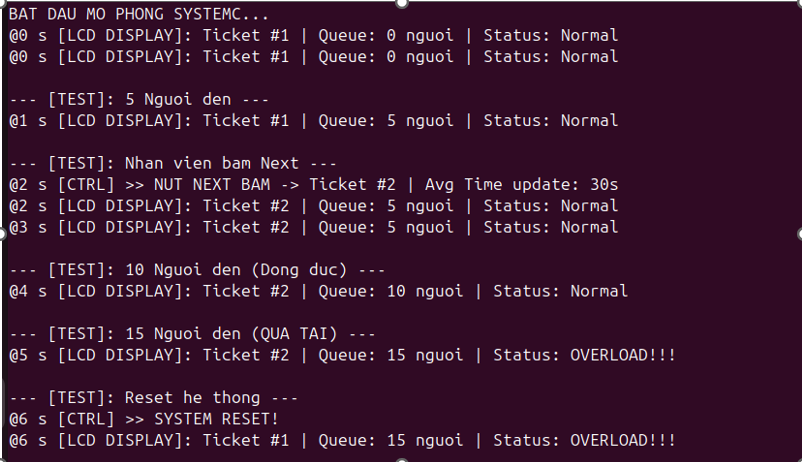 BAT DAU MO PHONG SYSTEMC...
@0 s [LCD DISPLAY]: Ticket #1 | Queue: 0 nguoi | Status: Normal
@0 s [LCD DISPLAY]: Ticket #1 | Queue: 0 nguoi | Status: Normal
--- [TEST]: 5 Nguoi den ---
@1 s [LCD DISPLAY]: Ticket #1 | Queue: 5 nguoi | Status: Normal
--- [TEST]: Nhan vien bam Next ---
@2 s [CTRL] >> NUT NEXT BAM -> Ticket #2 | Avg Time update: 30s
@2 s [LCD DISPLAY]: Ticket #2 | Queue: 5 nguoi | Status: Normal
@3 s [LCD DISPLAY]: Ticket #2 | Queue: 5 nguoi | Status: Normal
--- [TEST]: 10 Nguoi den (Dong duc) ---
@4 s [LCD DISPLAY]: Ticket #2 | Queue: 10 nguoi | Status: Normal
--- [TEST]: 15 Nguoi den (QUA TAI) ---
@5 s [LCD DISPLAY]: Ticket #2 | Queue: 15 nguoi | Status: OVERLOAD!!!
--- [TEST]: Reset he thong ---
@6 s [CTRL] >> SYSTEM RESET!
@6 s [LCD DISPLAY]: Ticket #1 | Queue: 15 nguoi | Status: OVERLOAD!!!